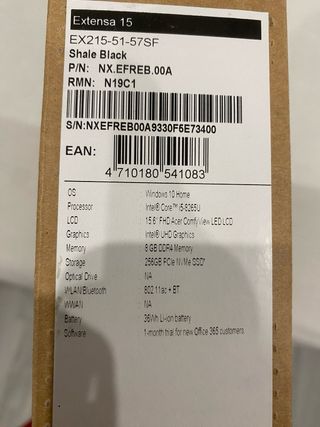 Extensa 15
EX215-51-57SF
Shale Black
P/N: NX.EFREB.00A
RMN: N19C1
S/N:NXEFREB00A9330F5E73400
EAN:
4 710180 541083
OS : Windows 10 Home
Processor : Intel® Core™ i5-8265U
LCD : 15.6" FHD Acer ComfyView LED LCD
Graphics : Intel® UHD Graphics
Memory : 8 GB DDR4 Memory
Storage : 256GB PCIe NVMe SSD*
Optical Drive : NA
WLAN/Bluetooth : 802.11ac + BT
WWAN : NA
Battery : 36Wh Li-ion battery
Software : 1-month trial for new Office 365 customers